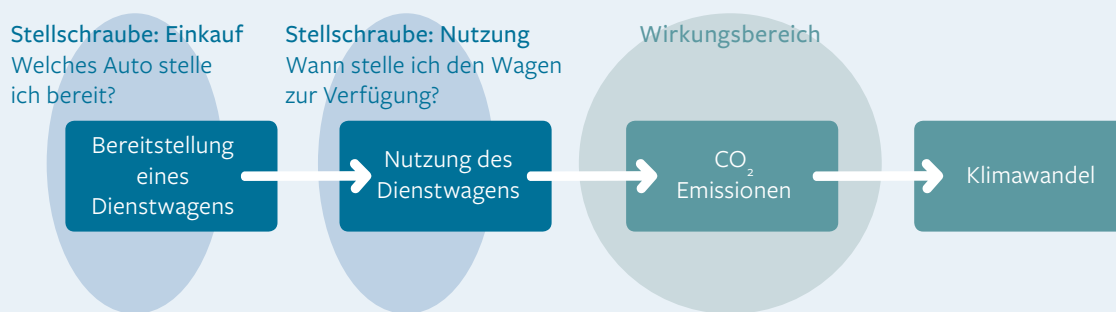 Stellschraube: Einkauf
Welches Auto stelle
ich bereit?
Stellschraube: Nutzung
Wann stelle ich den Wagen
zur Verfügung?
Wirkungsbereich
Bereitstellung
eines
Dienstwagens
Nutzung des
Dienstwagens
CO₂
Emissionen
Klimawandel